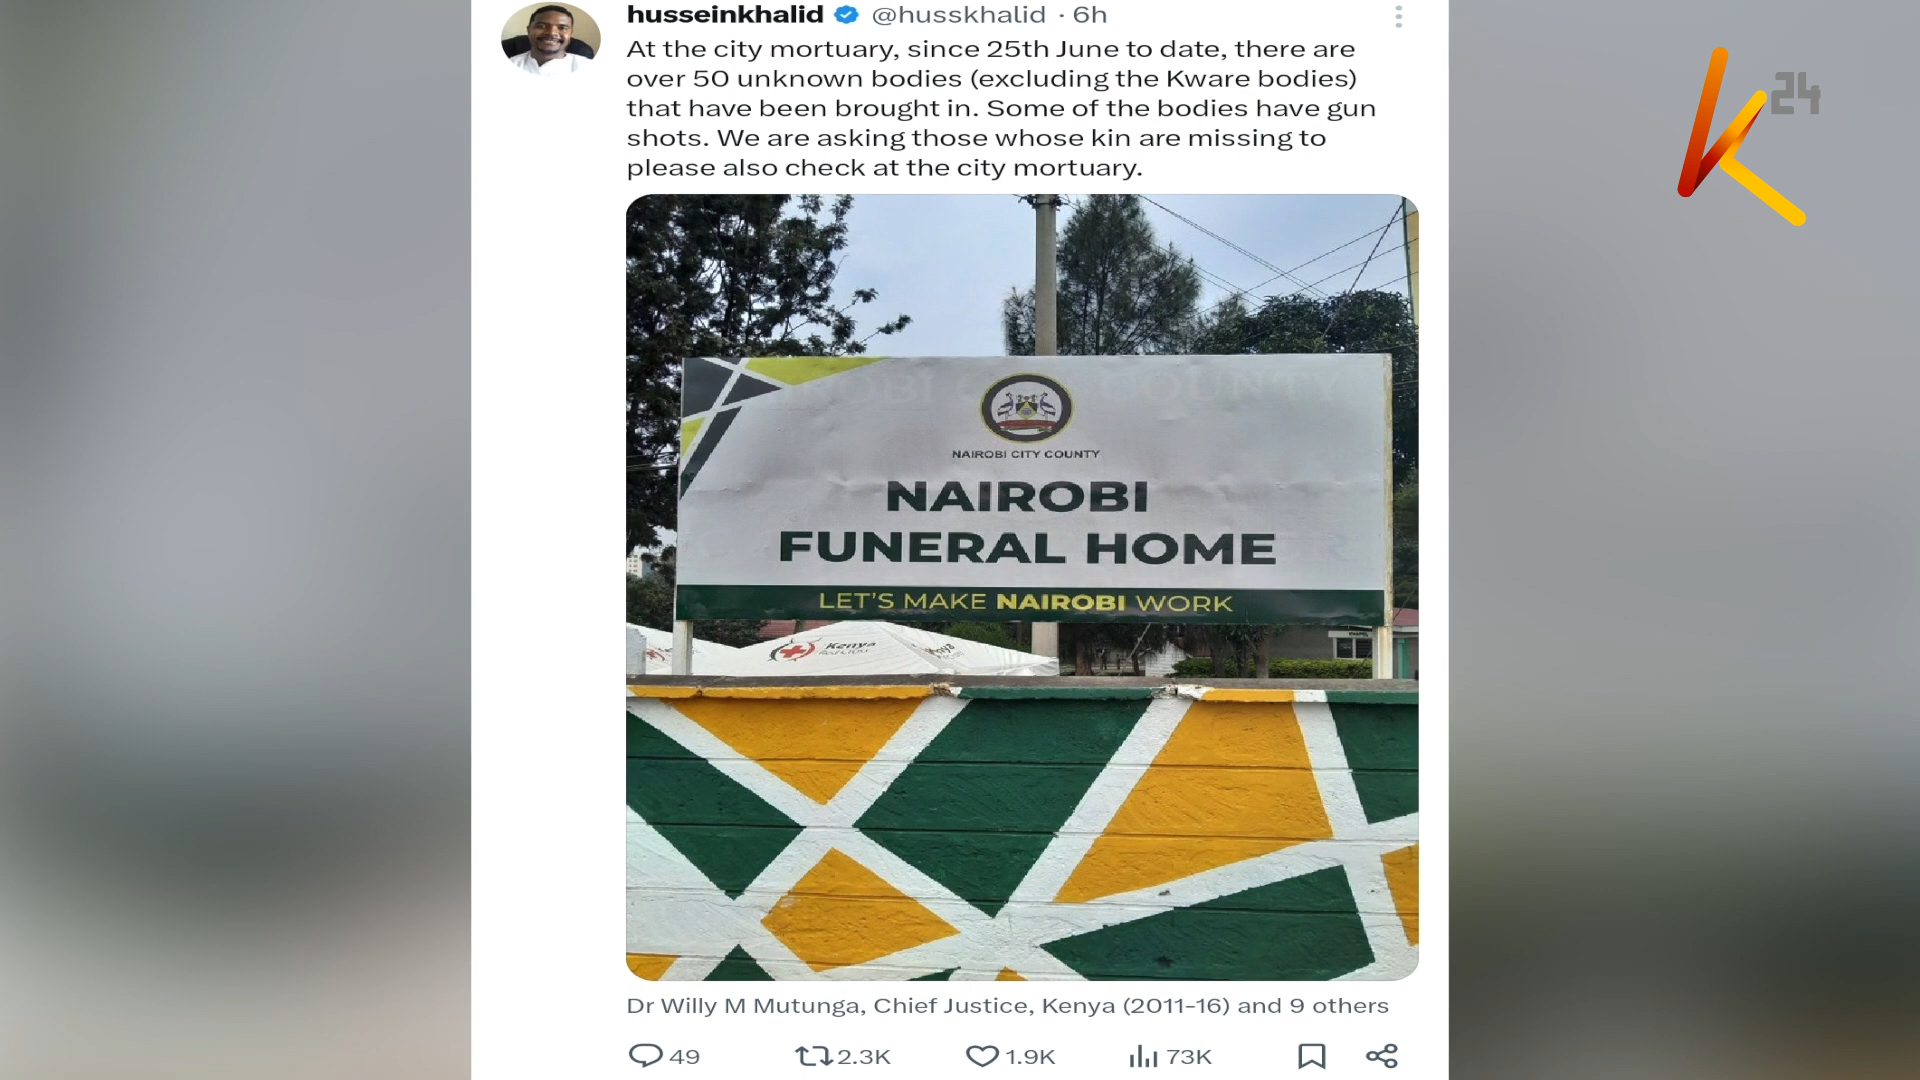 husseinkhalid @husskhalid · 6h
At the city mortuary, since 25th June to date, there are
over 50 unknown bodies (excluding the Kware bodies)
that have been brought in. Some of the bodies have gun
shots. We are asking those whose kin are missing to
please also check at the city mortuary.
24
NAIROBI CITY COUNTY
NAIROBI
FUNERAL HOME
LET'S MAKE NAIROBI WORK
Kenya
Dr Willy M Mutunga, Chief Justice, Kenya (2011-16) and 9 others
49 2.3K 1.9K 73K